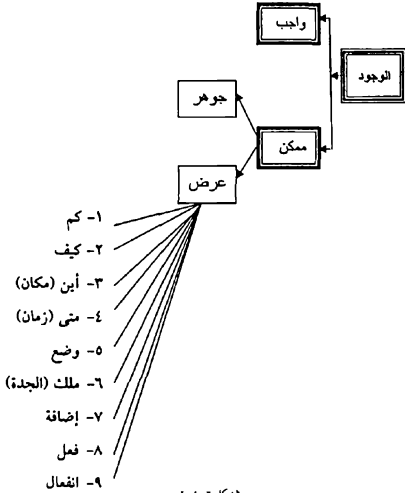 واجب
الوجود
جوهر
ممكن
عرض
١- كم
٢- كيف
٣- أين (مكان)
٤- متى (زمان)
٥- وضع
٦- ملك (الجدة)
٧- إضافة
٨- فعل
٩- انفعال